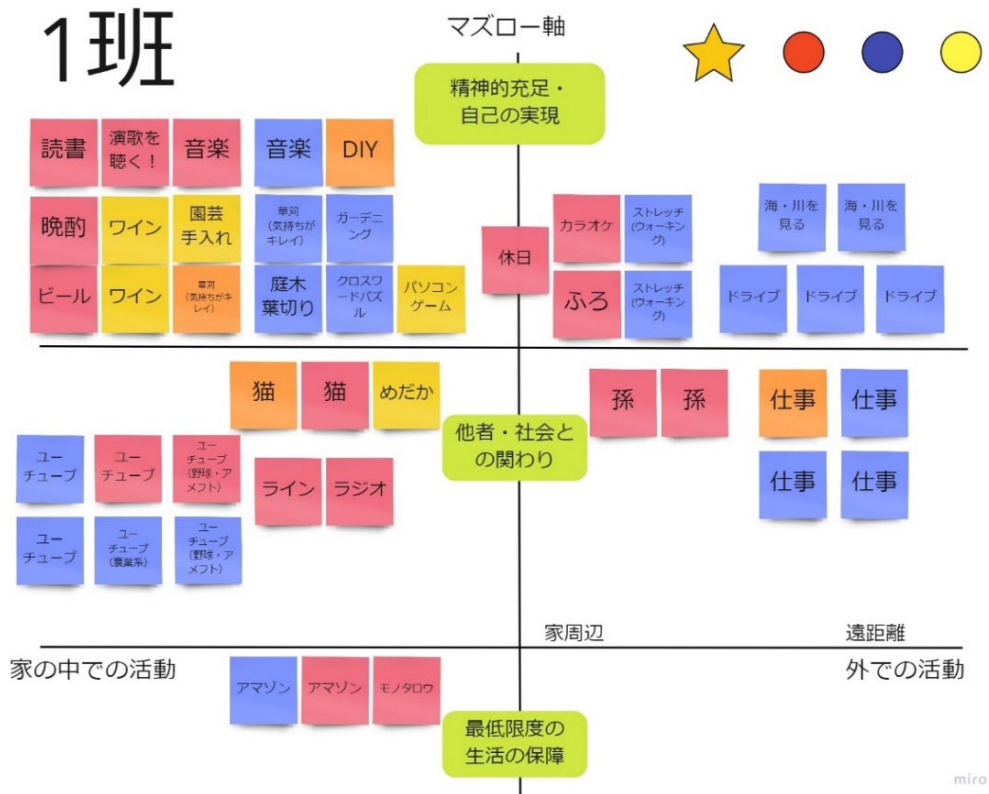 1班
マズロー軸
精神的充足・
自己の実現
読書
演歌を
聴く！
音楽
音楽
DIY
晩酌
ワイン
園芸
手入れ
草刈
(気持ちが
キレイ)
ガーデニ
ング
ビール
ワイン
草刈
(気持ちがキ
レイ)
庭木
葉切り
クロスワ
ードパズ
ル
パソコン
ゲーム
休日
カラオケ
ストレッチ
(ウォーキン
グ)
海・川を
見る
海・川を
見る
ふろ
ストレッチ
(ウォーキン
グ)
ドライブ
ドライブ
ドライブ
猫
猫
めだか
他者・社会と
の関わり
孫
孫
仕事
仕事
ユー
チューブ
ユー
チューブ
ユー
チューブ
(野球・ア
メフト)
ライン
ラジオ
仕事
仕事
ユー
チューブ
ユー
チューブ
(農業系)
ユー
チューブ
(野球・ア
メフト)
家周辺
遠距離
家の中での活動
外での活動
アマゾン
アマゾン
モノタロウ
最低限度の
生活の保障
miro